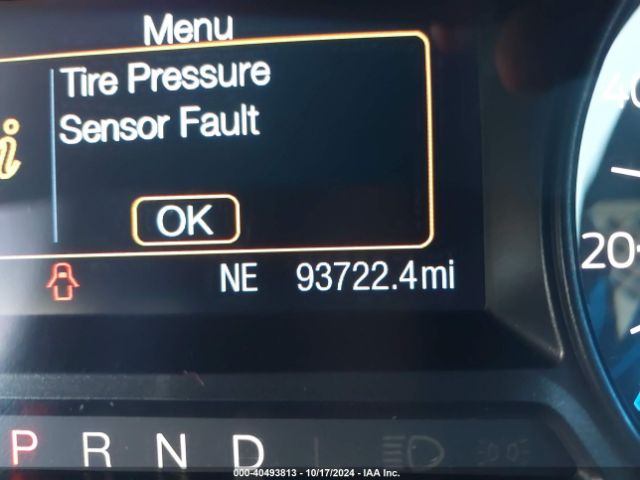 Menu
Tire Pressure
Sensor Fault
i
OK
NE 93722.4mi
40
20
P R N D
000-40493813 - 10/17/2024 - IAA Inc.